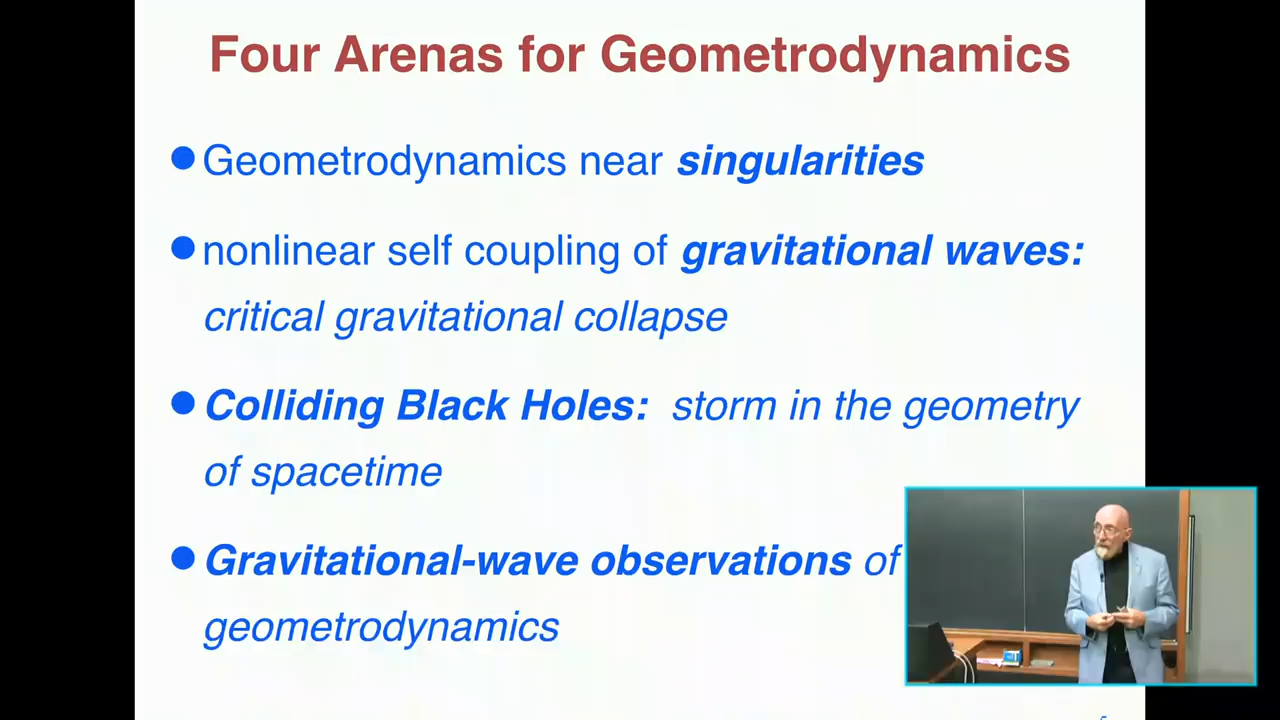 Four Arenas for Geometrodynamics
●Geometrodynamics near singularities
●nonlinear self coupling of gravitational waves:
critical gravitational collapse
●Colliding Black Holes: storm in the geometry
of spacetime
●Gravitational-wave observations of
geometrodynamics